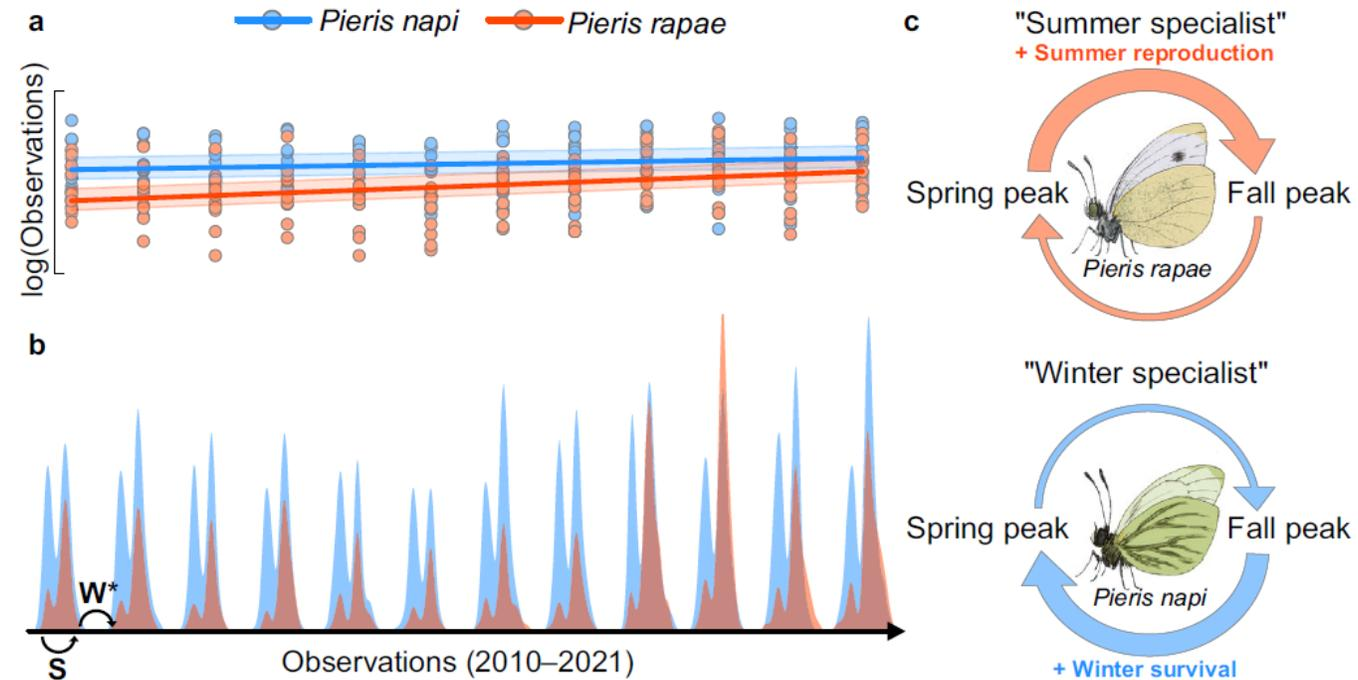 a
Pieris napi
Pieris rapae
log(Observations)
b
W*
S
Observations (2010–2021)
c
"Summer specialist"
+ Summer reproduction
Spring peak
Fall peak
Pieris rapae
"Winter specialist"
Spring peak
Fall peak
Pieris napi
+ Winter survival